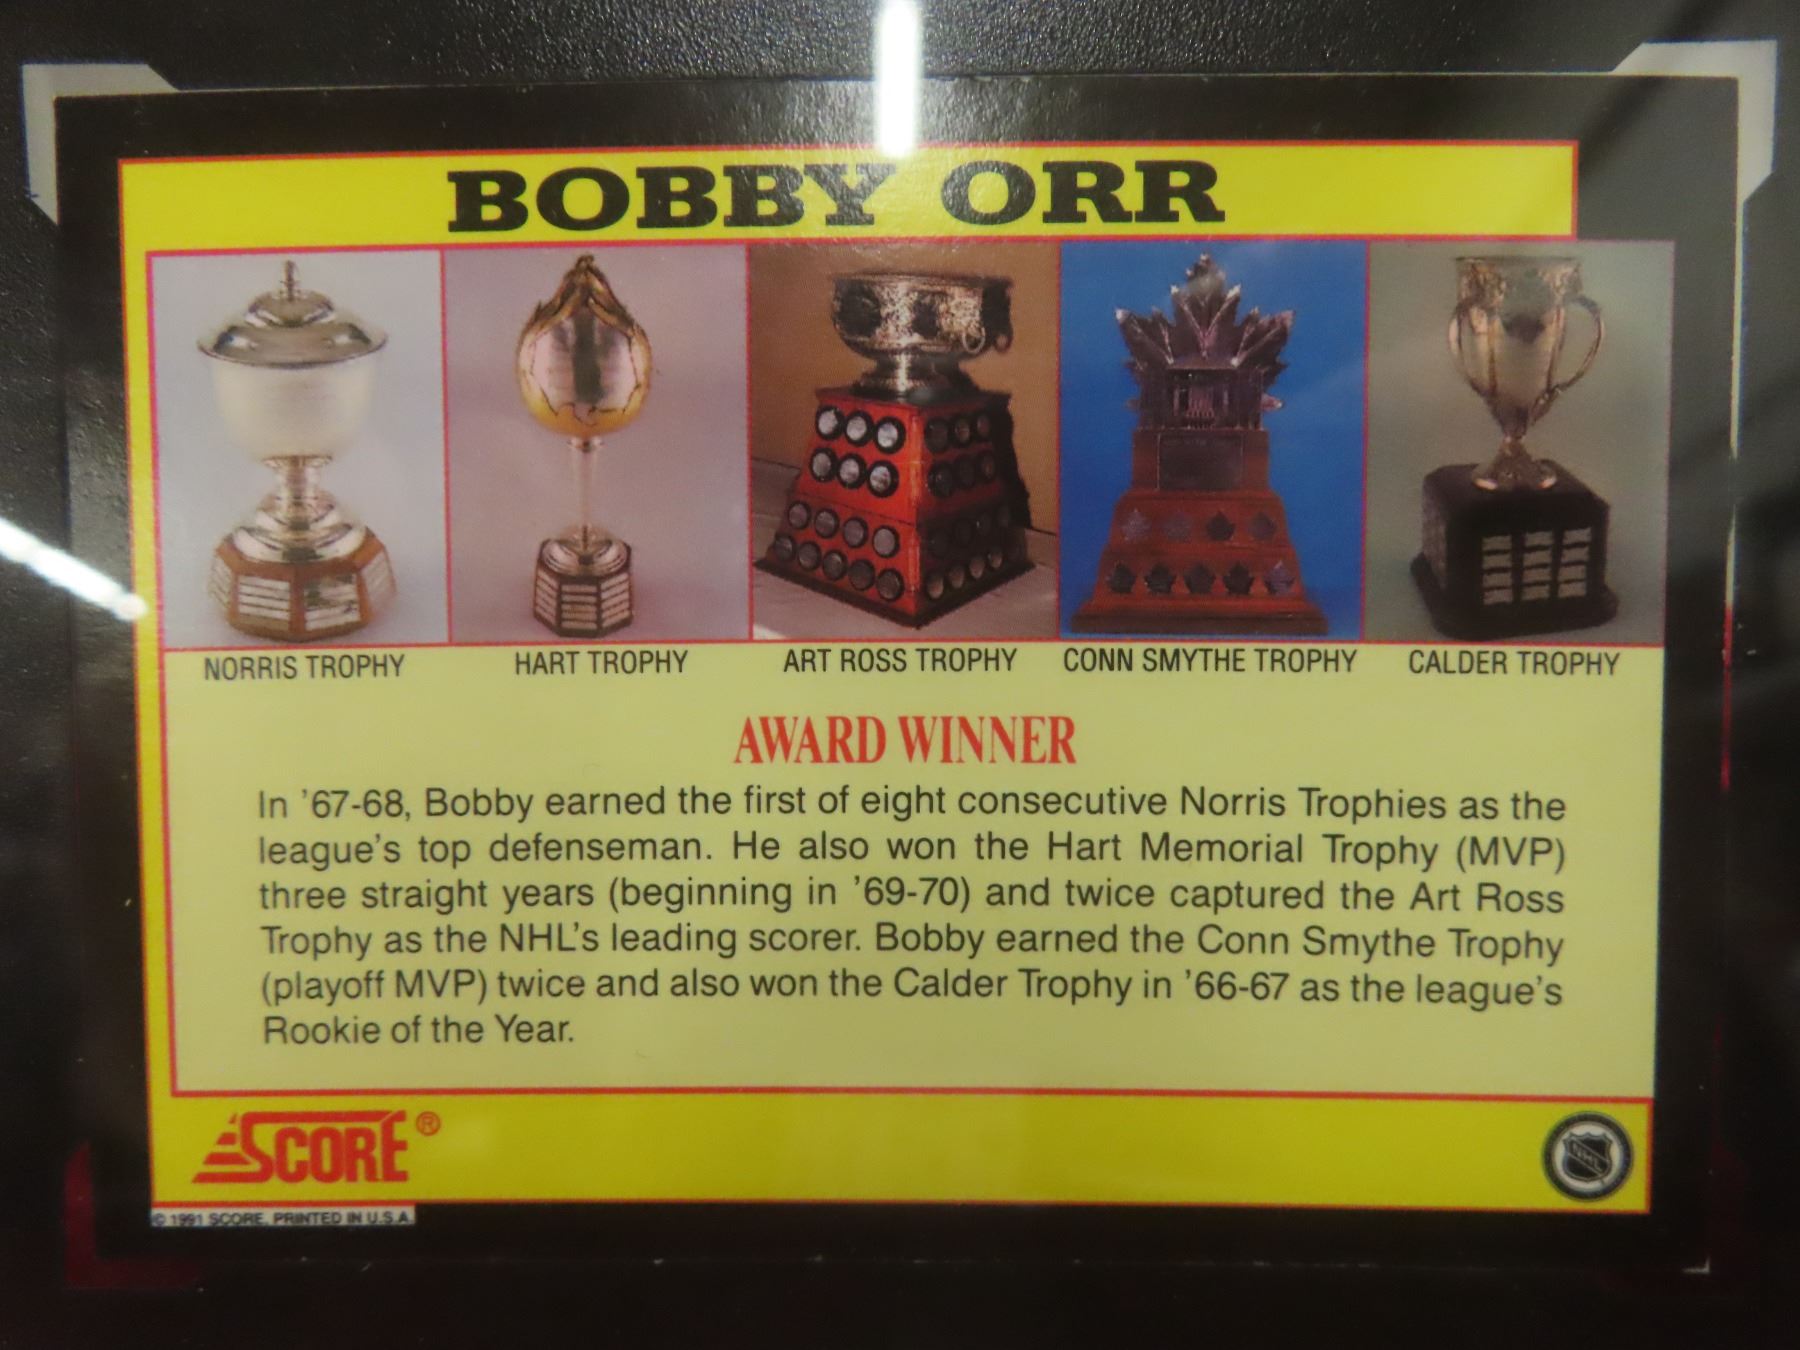 BOBBY ORR
NORRIS TROPHY
HART TROPHY
ART ROSS TROPHY
CONN SMYTHE TROPHY
CALDER TROPHY
AWARD WINNER
In '67-68, Bobby earned the first of eight consecutive Norris Trophies as the
league's top defenseman. He also won the Hart Memorial Trophy (MVP)
three straight years (beginning in '69-70) and twice captured the Art Ross
Trophy as the NHL's leading scorer. Bobby earned the Conn Smythe Trophy
(playoff MVP) twice and also won the Calder Trophy in '66-67 as the league's
Rookie of the Year.
SCORE®
NHL
© 1991 SCORE, PRINTED IN U.S.A.